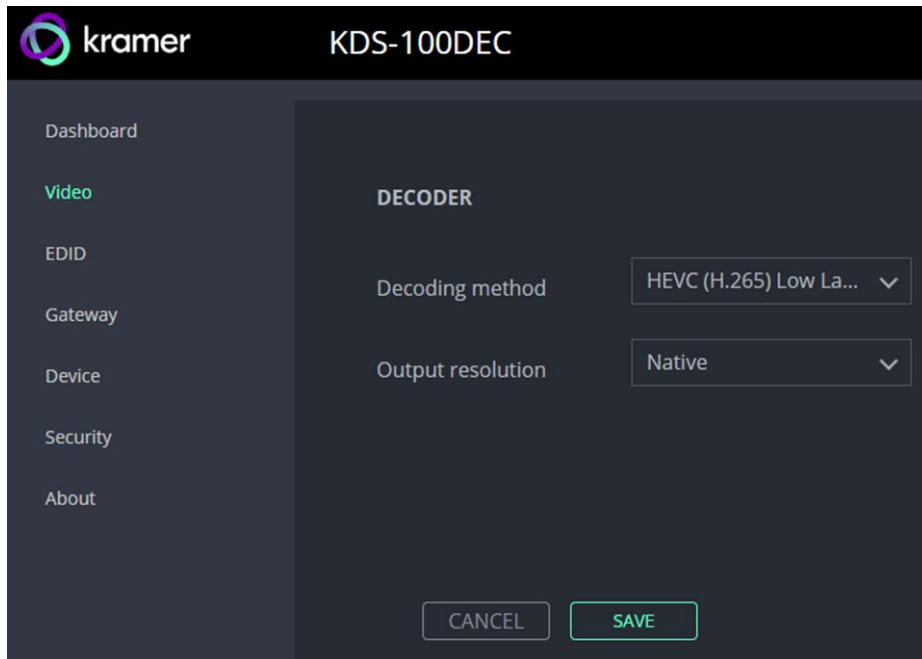 kramer
KDS-100DEC
Dashboard
Video
EDID
Gateway
Device
Security
About
DECODER
Decoding method
HEVC (H.265) Low La...
Output resolution
Native
CANCEL
SAVE